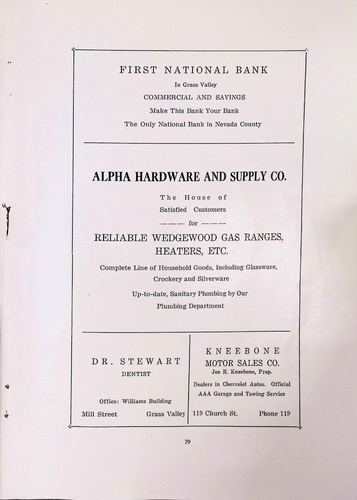 FIRST NATIONAL BANK
In Grass Valley
COMMERCIAL AND SAVINGS
Make This Bank Your Bank
The Only National Bank in Nevada County
ALPHA HARDWARE AND SUPPLY CO.
The House of
Satisfied Customers
——— for ———
RELIABLE WEDGEWOOD GAS RANGES,
HEATERS, ETC.
Complete Line of Household Goods, Including Glassware,
Crockery and Silverware
Up-to-date, Sanitary Plumbing by Our
Plumbing Department
DR. STEWART
DENTIST
Office: Williams Building
Mill Street Grass Valley
KNEEBONE
MOTOR SALES CO.
Joe R. Kneebone, Prop.
Dealers in Chevrolet Autos. Official
AAA Garage and Towing Service
119 Church St. Phone 119
79